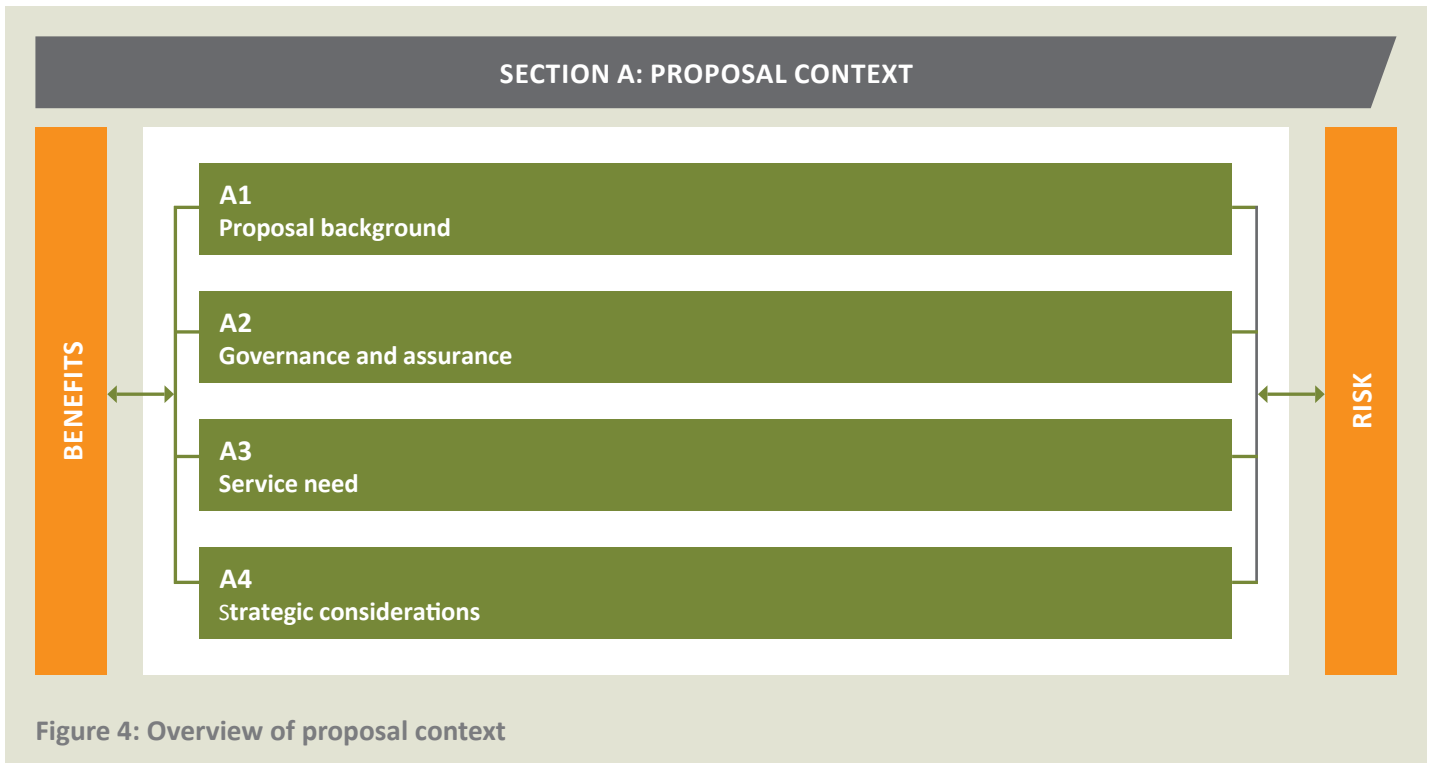 SECTION A: PROPOSAL CONTEXT
BENEFITS
A1
Proposal background
A2
Governance and assurance
A3
Service need
A4
Strategic considerations
RISK
Figure 4: Overview of proposal context